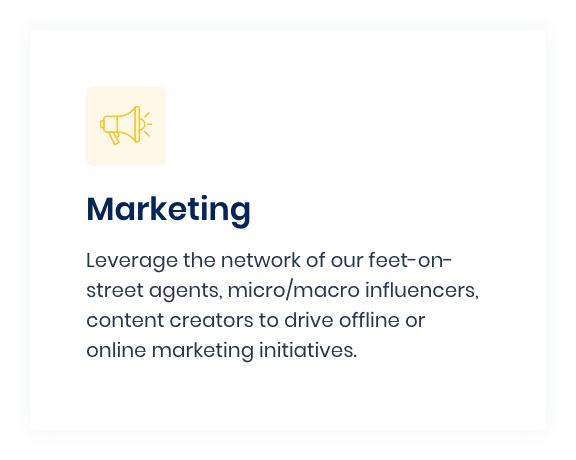 Marketing
Leverage the network of our feet-on-
street agents, micro/macro influencers,
content creators to drive offline or
online marketing initiatives.